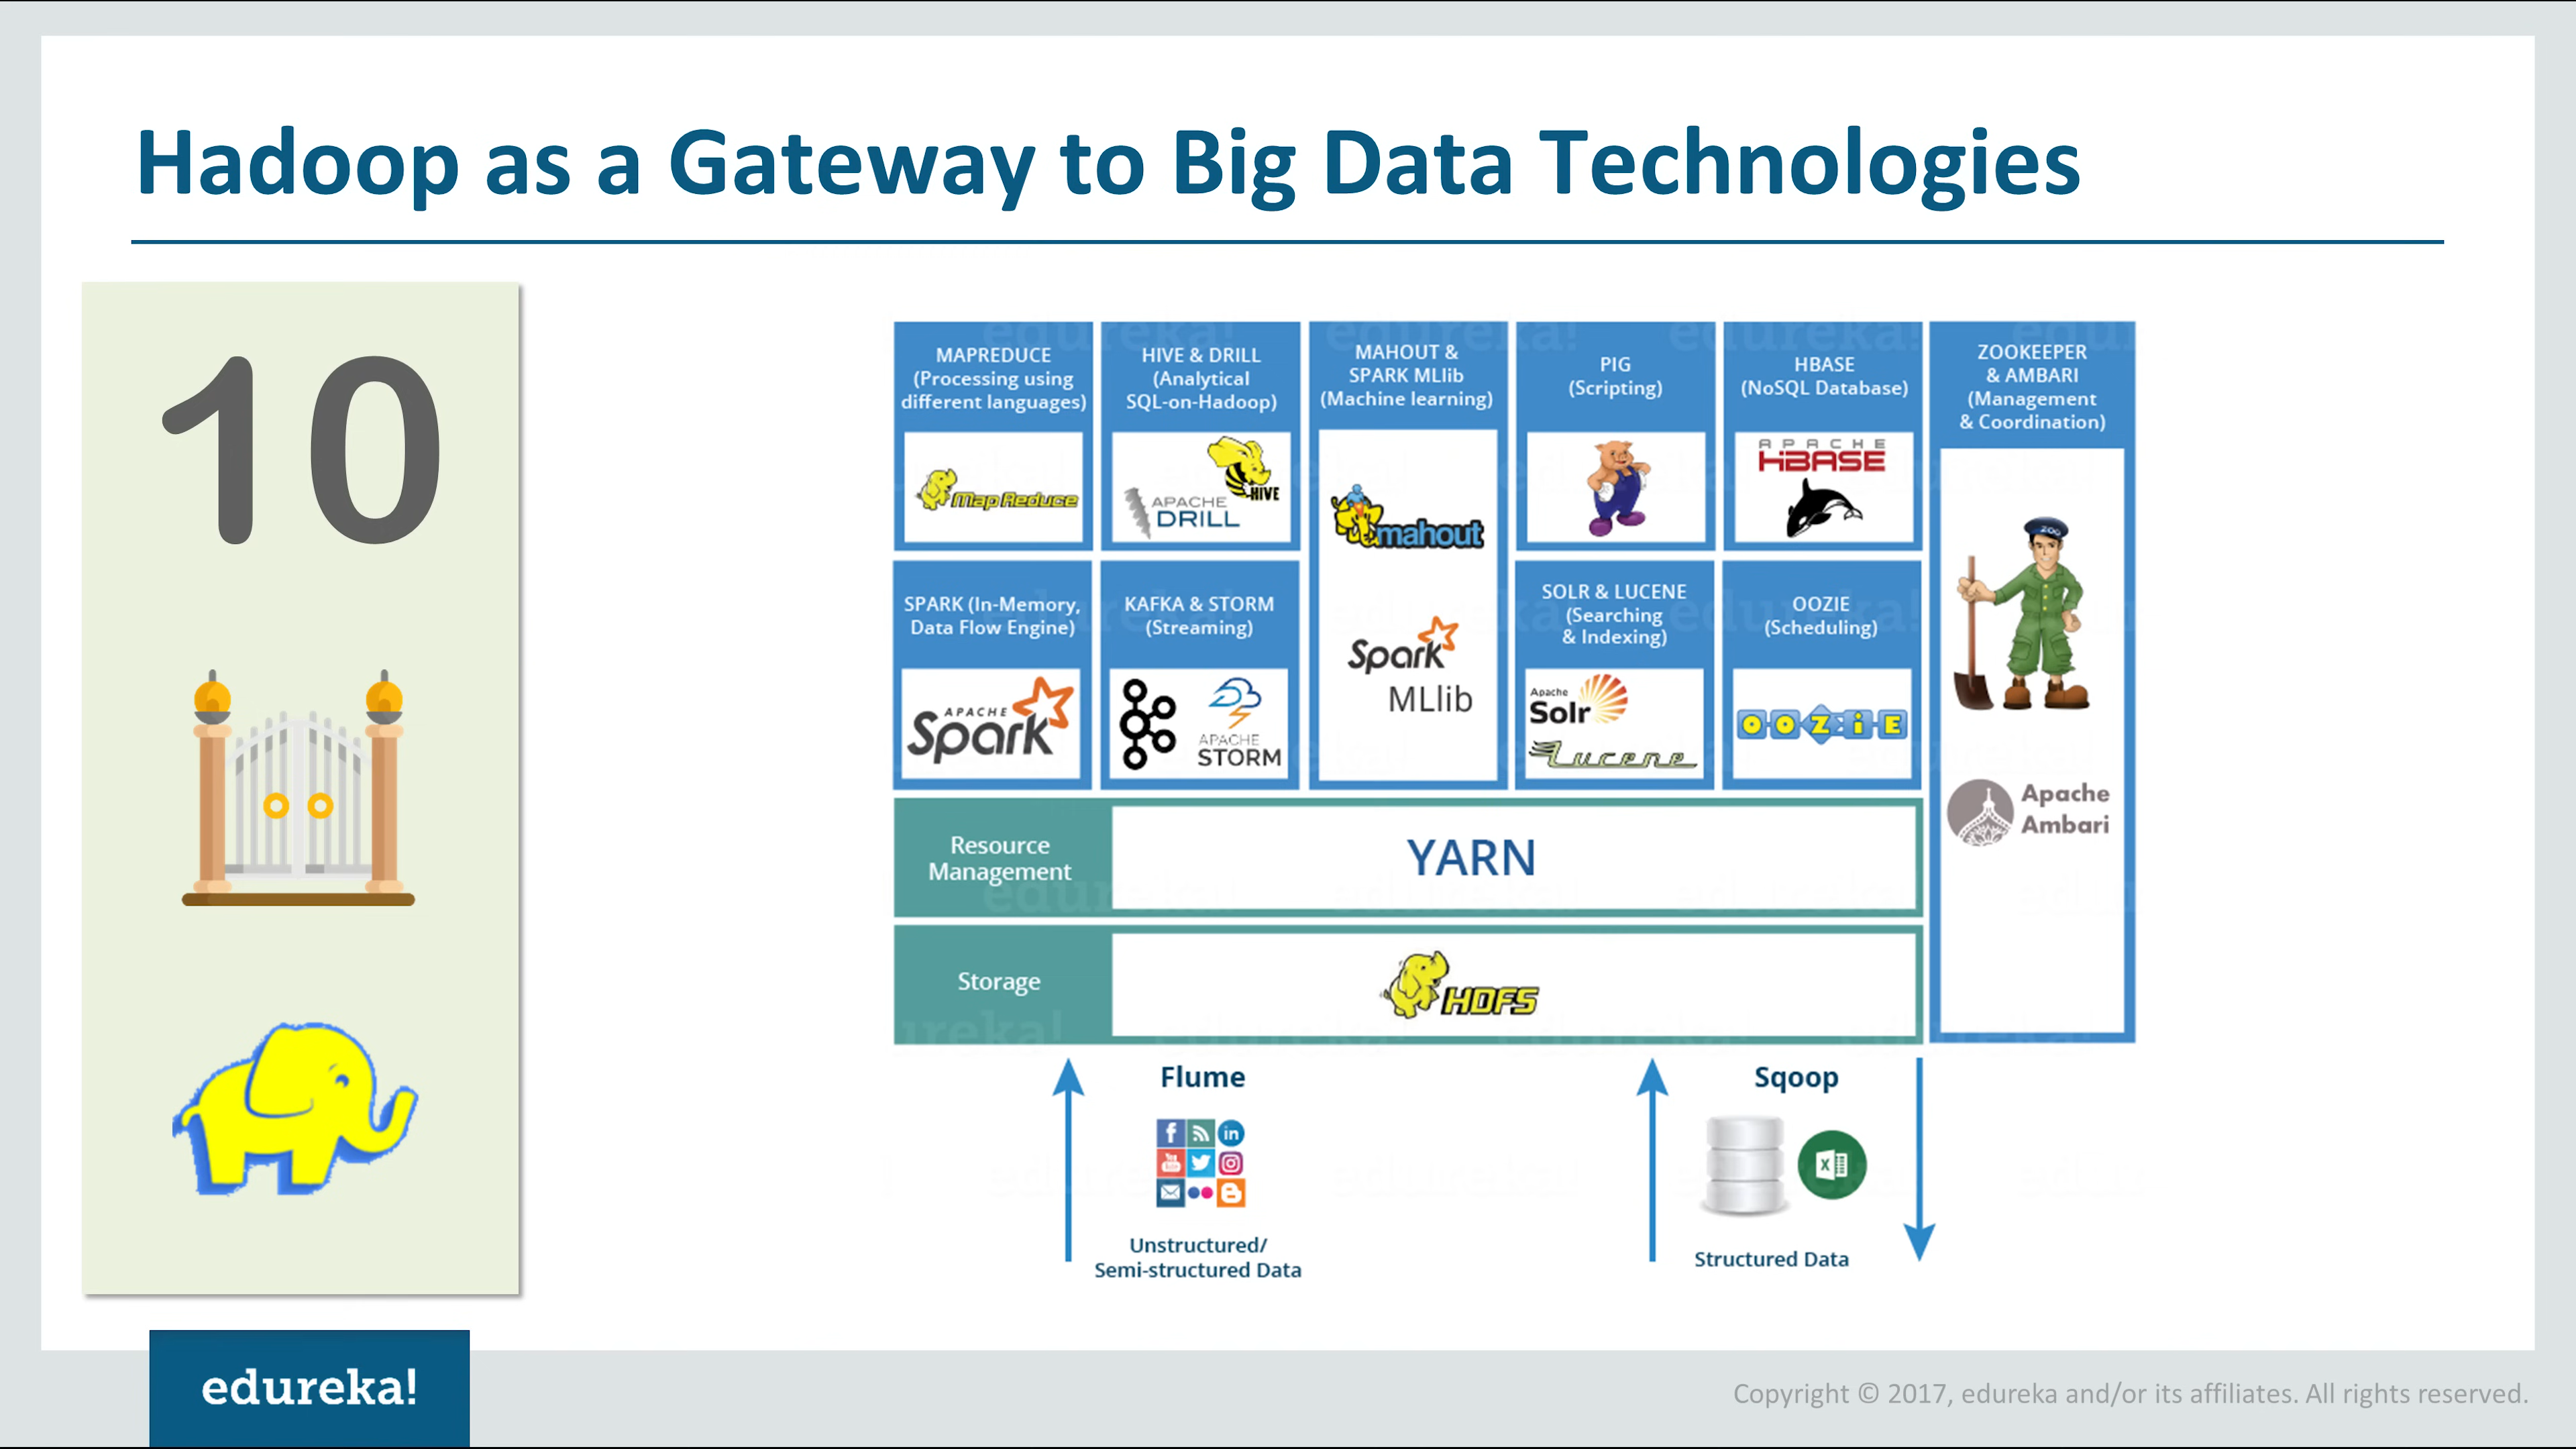 Hadoop as a Gateway to Big Data Technologies
10
MAPREDUCE
(Processing using
different languages)
Map Reduce
HIVE & DRILL
(Analytical
SQL-on-Hadoop)
HIVE
APACHE
DRILL
MAHOUT &
SPARK MLlib
(Machine learning)
mahout
Spark
MLlib
PIG
(Scripting)
HBASE
(NoSQL Database)
APACHE
HBASE
ZOOKEEPER
& AMBARI
(Management
& Coordination)
ZOO
Apache
Ambari
SPARK (In-Memory,
Data Flow Engine)
APACHE
Spark
KAFKA & STORM
(Streaming)
APACHE
STORM
SOLR & LUCENE
(Searching
& Indexing)
Apache
Solr
Lucene
OOZIE
(Scheduling)
OOZiE
Resource
Management
YARN
Storage
HDFS
Flume
f
in
You
Unstructured/
Semi-structured Data
Sqoop
X
Structured Data
edureka!
Copyright © 2017, edureka and/or its affiliates. All rights reserved.